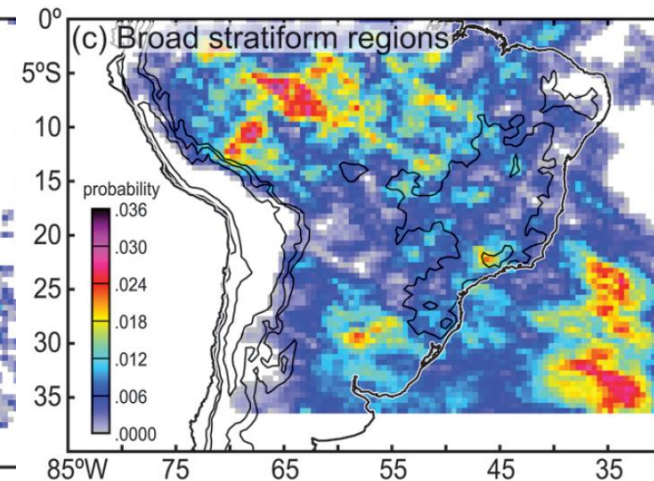 (c) Broad stratiform regions
0º
5ºS
10
15
20
25
30
35
probability
.036
.030
.024
.018
.012
.006
.0000
85ºW 75 65 55 45 35